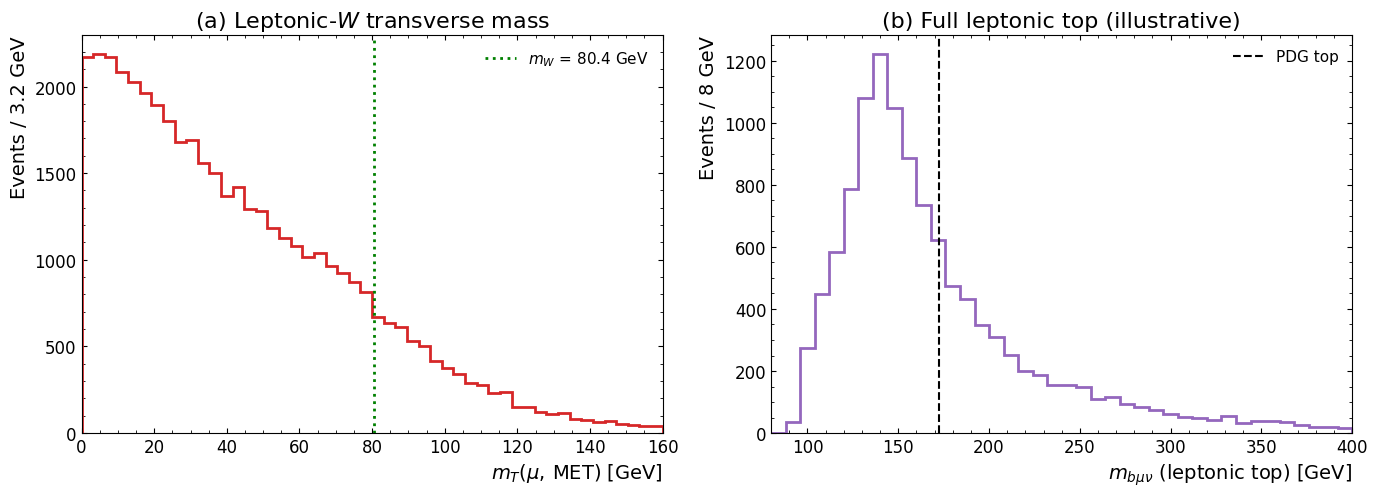 (a) Leptonic-W transverse mass
Events / 3.2 GeV
m_W = 80.4 GeV
2000
1500
1000
500
0
0 20 40 60 80 100 120 140 160
m_T(μ, MET) [GeV]
(b) Full leptonic top (illustrative)
Events / 8 GeV
PDG top
1200
1000
800
600
400
200
0
100 150 200 250 300 350 400
m_{bμν} (leptonic top) [GeV]